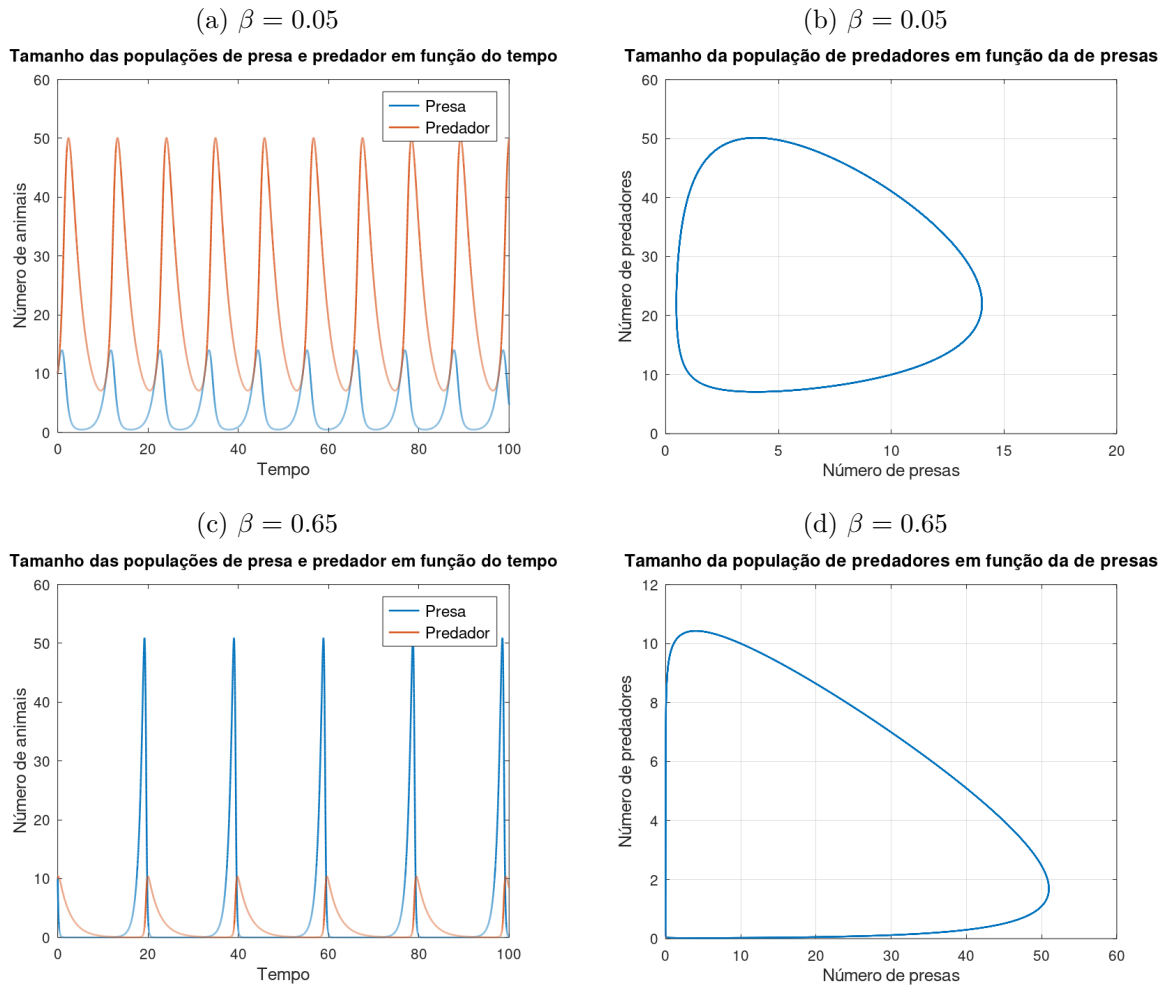 (a) β = 0.05
Tamanho das populações de presa e predador em função do tempo
60
50
40
30
20
10
0
Número de animais
Presa
Predador
0 20 40 60 80 100
Tempo
(b) β = 0.05
Tamanho da população de predadores em função da de presas
60
50
40
30
20
10
0
Número de predadores
0 5 10 15 20
Número de presas
(c) β = 0.65
Tamanho das populações de presa e predador em função do tempo
60
50
40
30
20
10
0
Número de animais
Presa
Predador
0 20 40 60 80 100
Tempo
(d) β = 0.65
Tamanho da população de predadores em função da de presas
12
10
8
6
4
2
0
Número de predadores
0 10 20 30 40 50 60
Número de presas